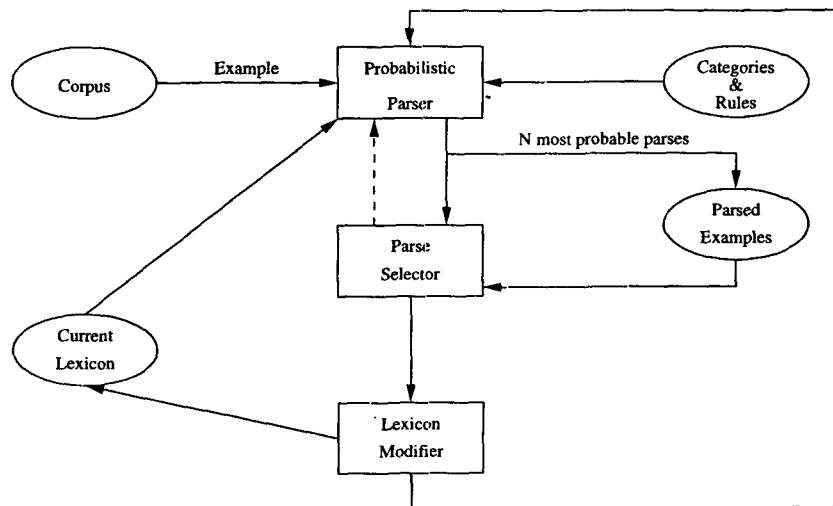 Corpus
Example
Probabilistic
Parser
Categories
&
Rules
N most probable parses
Parsed
Examples
Parse
Selector
Current
Lexicon
Lexicon
Modifier